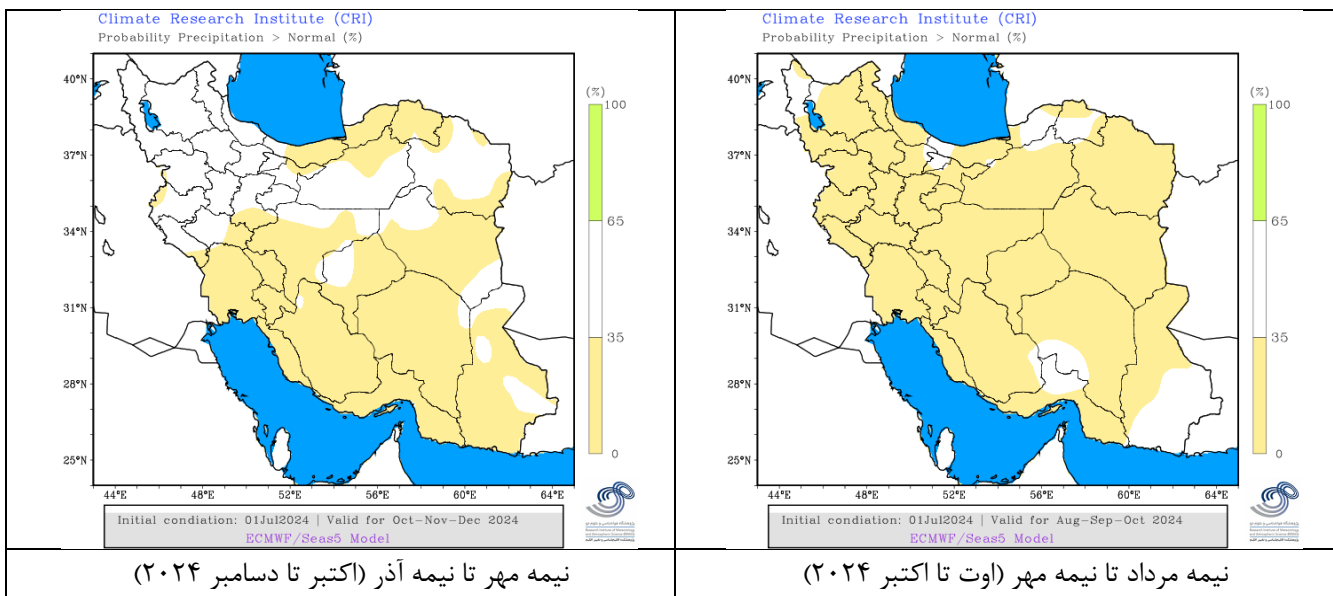 Climate Research Institute (CRI)
Probability Precipitation > Normal (%)
40°N
37°N
34°N
31°N
28°N
25°N
44°E
48°E
52°E
56°E
60°E
64°E
(%)
100
65
35
0
Initial condiation: 01Jul2024 | Valid for Oct-Nov-Dec 2024
ECMWF/Seas5 Model
نیمه مهر تا نیمه آذر (اکتبر تا دسامبر ۲۰۲۴)
Climate Research Institute (CRI)
Probability Precipitation > Normal (%)
40°N
37°N
34°N
31°N
28°N
25°N
44°E
48°E
52°E
56°E
60°E
64°E
(%)
100
65
35
0
Initial condiation: 01Jul2024 | Valid for Aug-Sep-Oct 2024
ECMWF/Seas5 Model
نیمه مرداد تا نیمه مهر (اوت تا اکتبر ۲۰۲۴)